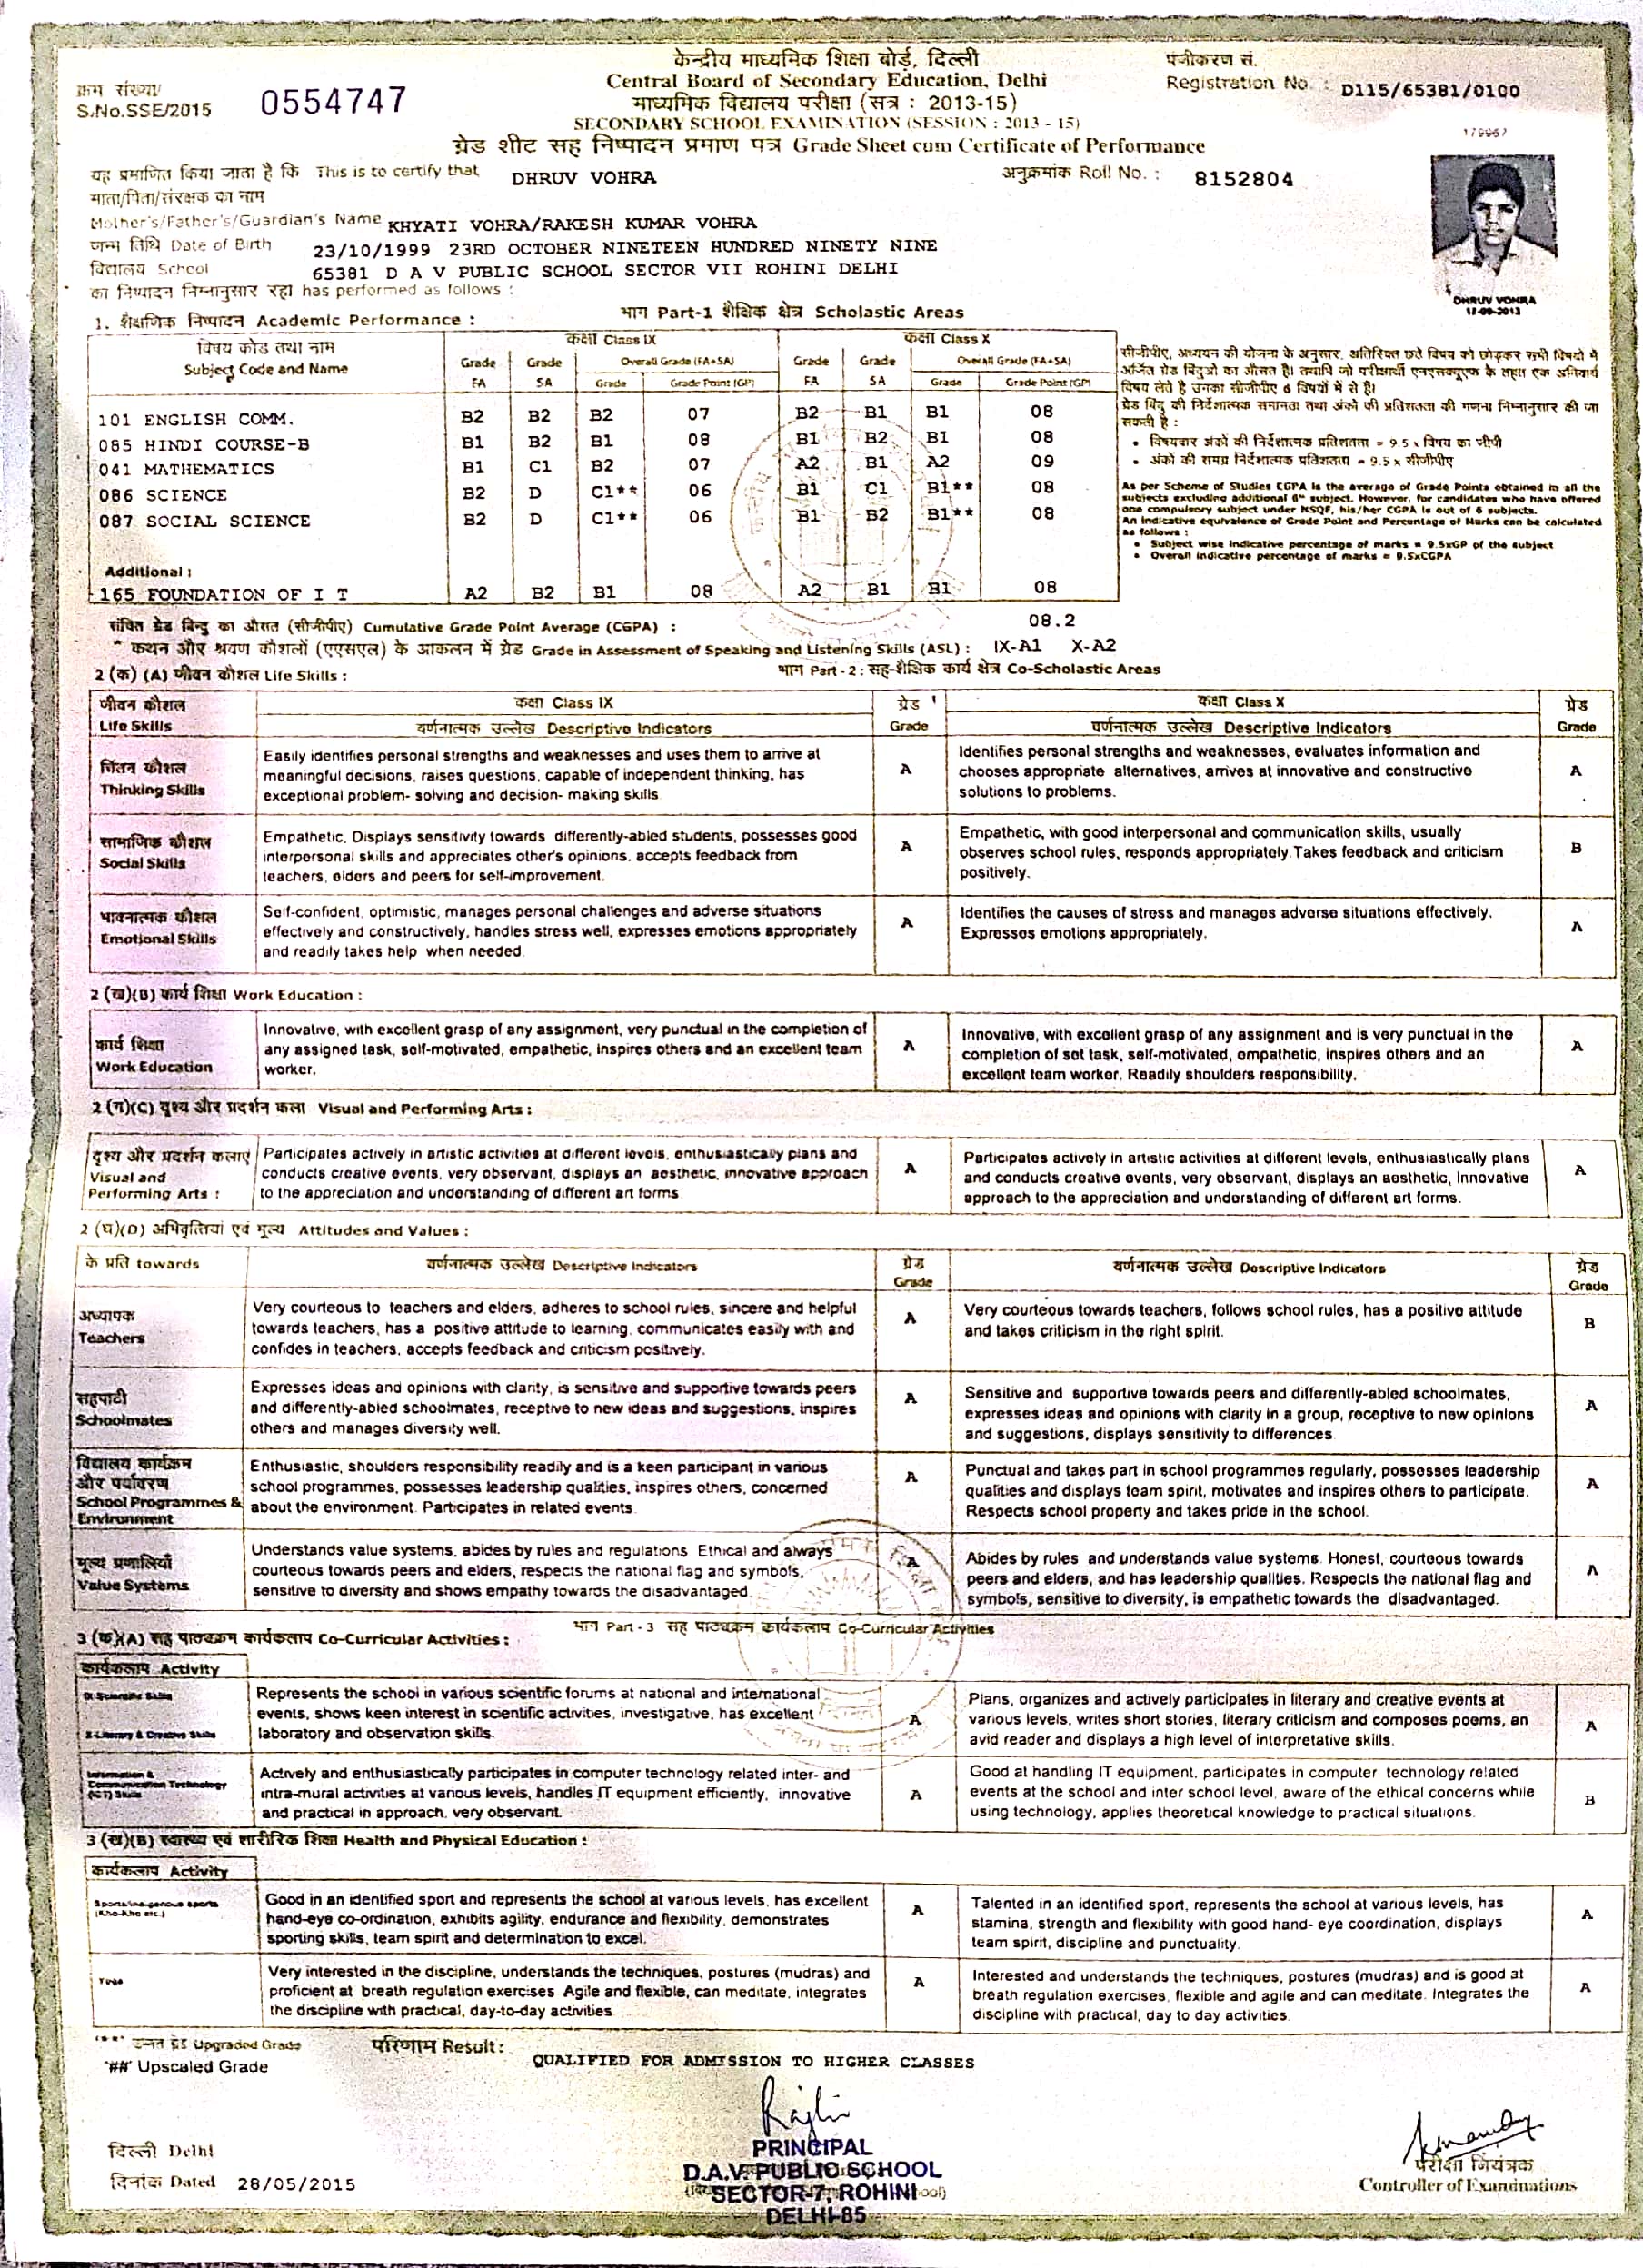 केन्द्रीय माध्यमिक शिक्षा बोर्ड, दिल्ली
Central Board of Secondary Education, Delhi
क्रम संख्या/
S.No.SSE/2015 0554747
पंजीकरण सं.
Registration No. : D115/65381/0100
माध्यमिक विद्यालय परीक्षा (सत्र : 2013-15)
SECONDARY SCHOOL EXAMINATION (SESSION : 2013 - 15)
ग्रेड शीट सह निष्पादन प्रमाण पत्र Grade Sheet cum Certificate of Performance
179967
यह प्रमाणित किया जाता है कि This is to certify that DHRUV VOHRA
अनुक्रमांक Roll No. : 8152804
माता/पिता/संरक्षक का नाम
Mother's/Father's/Guardian's Name KHYATI VOHRA/RAKESH KUMAR VOHRA
जन्म तिथि Date of Birth 23/10/1999 23RD OCTOBER NINETEEN HUNDRED NINETY NINE
विद्यालय School 65381 D A V PUBLIC SCHOOL SECTOR VII ROHINI DELHI
का निष्पादन निम्नानुसार रहा has performed as follows :
DHRUV VOHRA
भाग Part-1 शैक्षिक क्षेत्र Scholastic Areas
1. शैक्षणिक निष्पादन Academic Performance :
विषय कोड तथा नाम
Subject Code and Name
कक्षा Class IX कक्षा Class X
Grade Grade Overall Grade (FA+SA) Grade Grade Overall Grade (FA+SA)
FA SA Grade Grade Point (GP) FA SA Grade Grade Point (GP)
101 ENGLISH COMM. B2 B2 B2 07 B2 B1 B1 08
085 HINDI COURSE-B B1 B2 B1 08 B1 B2 B1 08
041 MATHEMATICS B1 C1 B2 07 A2 B1 A2 09
086 SCIENCE B2 D C1** 06 B1 C1 B1** 08
087 SOCIAL SCIENCE B2 D C1** 06 B1 B2 B1** 08
Additional :
165 FOUNDATION OF I T A2 B2 B1 08 A2 B1 B1 08
सीजीपीए, अध्ययन की योजना के अनुसार, अतिरिक्त छठे विषय को छोड़कर सभी विषयों में
अर्जित ग्रेड बिंदुओं का औसत है। तथापि जो परीक्षार्थी एनएसक्यूएफ के तहत एक अनिवार्य
विषय लेते है उनका सीजीपीए 6 विषयों में से है।
ग्रेड बिंदु की निर्देशात्मक समानता तथा अंको की प्रतिशतता की गणना निम्नानुसार की जा
सकती है :
• विषयवार अंकों की निर्देशात्मक प्रतिशतता = 9.5 x विषय का जीपी
• अंकों की समग्र निर्देशात्मक प्रतिशतता = 9.5 x सीजीपीए
As per Scheme of Studies CGPA is the average of Grade Points obtained in all the
subjects excluding additional 6th subject. However, for candidates who have offered
one compulsory subject under NSQF, his/her CGPA is out of 6 subjects.
An indicative equivalence of Grade Point and Percentage of Marks can be calculated
as follows :
• Subject wise indicative percentage of marks = 9.5xGP of the subject
• Overall indicative percentage of marks = 9.5xCGPA
संचित ग्रेड बिन्दु का औसत (सीजीपीए) Cumulative Grade Point Average (CGPA) : 08.2
* कथन और श्रवण कौशलों (एएसएल) के आकलन में ग्रेड Grade in Assessment of Speaking and Listening Skills (ASL) : IX-A1 X-A2
2 (क) (A) जीवन कौशल Life Skills :
भाग Part - 2 : सह-शैक्षिक कार्य क्षेत्र Co-Scholastic Areas
जीवन कौशल कक्षा Class IX ग्रेड कक्षा Class X ग्रेड
Life Skills वर्णनात्मक उल्लेख Descriptive Indicators Grade वर्णनात्मक उल्लेख Descriptive Indicators Grade
चिंतन कौशल
Thinking Skills
Easily identifies personal strengths and weaknesses and uses them to arrive at
meaningful decisions, raises questions, capable of independent thinking, has
exceptional problem- solving and decision- making skills
A
Identifies personal strengths and weaknesses, evaluates information and
chooses appropriate alternatives, arrives at innovative and constructive
solutions to problems.
A
सामाजिक कौशल
Social Skills
Empathetic, Displays sensitivity towards differently-abled students, possesses good
interpersonal skills and appreciates other's opinions, accepts feedback from
teachers, elders and peers for self-improvement.
A
Empathetic, with good interpersonal and communication skills, usually
observes school rules, responds appropriately.Takes feedback and criticism
positively.
B
भावनात्मक कौशल
Emotional Skills
Self-confident, optimistic, manages personal challenges and adverse situations
effectively and constructively, handles stress well, expresses emotions appropriately
and readily takes help when needed.
A
Identifies the causes of stress and manages adverse situations effectively.
Expresses emotions appropriately.
A
2 (ख)(B) कार्य शिक्षा Work Education :
कार्य शिक्षा
Work Education
Innovative, with excellent grasp of any assignment, very punctual in the completion of
any assigned task, self-motivated, empathetic, inspires others and an excellent team
worker.
A
Innovative, with excellent grasp of any assignment and is very punctual in the
completion of set task, self-motivated, empathetic, inspires others and an
excellent team worker, Readily shoulders responsibility.
A
2 (ग)(C) दृश्य और प्रदर्शन कला Visual and Performing Arts :
दृश्य और प्रदर्शन कलाएं
Visual and
Performing Arts :
Participates actively in artistic activities at different levels, enthusiastically plans and
conducts creative events, very observant, displays an aesthetic, innovative approach
to the appreciation and understanding of different art forms
A
Participates actively in artistic activities at different levels, enthusiastically plans
and conducts creative events, very observant, displays an aesthetic, innovative
approach to the appreciation and understanding of different art forms.
A
2 (घ)(D) अभिवृत्तियां एवं मूल्य Attitudes and Values :
के प्रति towards वर्णनात्मक उल्लेख Descriptive Indicators ग्रेड Grade वर्णनात्मक उल्लेख Descriptive Indicators ग्रेड Grade
अध्यापक
Teachers
Very courteous to teachers and elders, adheres to school rules, sincere and helpful
towards teachers, has a positive attitude to learning, communicates easily with and
confides in teachers, accepts feedback and criticism positively.
A
Very courteous towards teachers, follows school rules, has a positive attitude
and takes criticism in the right spirit.
B
सहपाठी
Schoolmates
Expresses ideas and opinions with clarity, is sensitive and supportive towards peers
and differently-abled schoolmates, receptive to new ideas and suggestions, inspires
others and manages diversity well.
A
Sensitive and supportive towards peers and differently-abled schoolmates,
expresses ideas and opinions with clarity in a group, receptive to new opinions
and suggestions, displays sensitivity to differences
A
विद्यालय कार्यक्रम
और पर्यावरण
School Programmes &
Environment
Enthusiastic, shoulders responsibility readily and is a keen participant in various
school programmes, possesses leadership qualities, inspires others, concerned
about the environment. Participates in related events
A
Punctual and takes part in school programmes regularly, possesses leadership
qualities and displays team spirit, motivates and inspires others to participate.
Respects school property and takes pride in the school.
A
मूल्य प्रणालियाँ
Value Systems
Understands value systems, abides by rules and regulations Ethical and always
courteous towards peers and elders, respects the national flag and symbols,
sensitive to diversity and shows empathy towards the disadvantaged.
A
Abides by rules and understands value systems. Honest, courteous towards
peers and elders, and has leadership qualities. Respects the national flag and
symbols, sensitive to diversity, is empathetic towards the disadvantaged.
A
भाग Part - 3 सह पाठ्यक्रम कार्यकलाप Co-Curricular Activities
3 (क)(A) सह पाठ्यक्रम कार्यकलाप Co-Curricular Activities :
कार्यकलाप Activity
IX-Scientific Skills
X-Literary & Creative Skills
Represents the school in various scientific forums at national and international
events, shows keen interest in scientific activities, investigative, has excellent
laboratory and observation skills.
A
Plans, organizes and actively participates in literary and creative events at
various levels, writes short stories, literary criticism and composes poems, an
avid reader and displays a high level of interpretative skills.
A
Information &
Communication Technology
(ICT) Skills
Actively and enthusiastically participates in computer technology related inter- and
intra-mural activities at various levels, handles IT equipment efficiently, innovative
and practical in approach, very observant.
A
Good at handling IT equipment, participates in computer technology related
events at the school and inter school level, aware of the ethical concerns while
using technology, applies theoretical knowledge to practical situations.
B
3 (ख)(B) स्वास्थ्य एवं शारीरिक शिक्षा Health and Physical Education :
कार्यकलाप Activity
(Kho-Kho etc.)
Good in an identified sport and represents the school at various levels, has excellent
hand-eye co-ordination, exhibits agility, endurance and flexibility, demonstrates
sporting skills, team spirit and determination to excel.
A
Talented in an identified sport, represents the school at various levels, has
stamina, strength and flexibility with good hand- eye coordination, displays
team spirit, discipline and punctuality.
A
Yoga
Very interested in the discipline, understands the techniques, postures (mudras) and
proficient at breath regulation exercises Agile and flexible, can meditate, integrates
the discipline with practical, day-to-day activities
A
Interested and understands the techniques, postures (mudras) and is good at
breath regulation exercises, flexible and agile and can meditate. Integrates the
discipline with practical, day to day activities.
A
'**' उन्नत ग्रेड Upgraded Grade
'##' Upscaled Grade
परिणाम Result : QUALIFIED FOR ADMISSION TO HIGHER CLASSES
दिल्ली Delhi
दिनांक Dated 28/05/2015
PRINCIPAL
D.A.V. PUBLIC SCHOOL
SECTOR-7, ROHINI
DELHI-85
परीक्षा नियंत्रक
Controller of Examinations